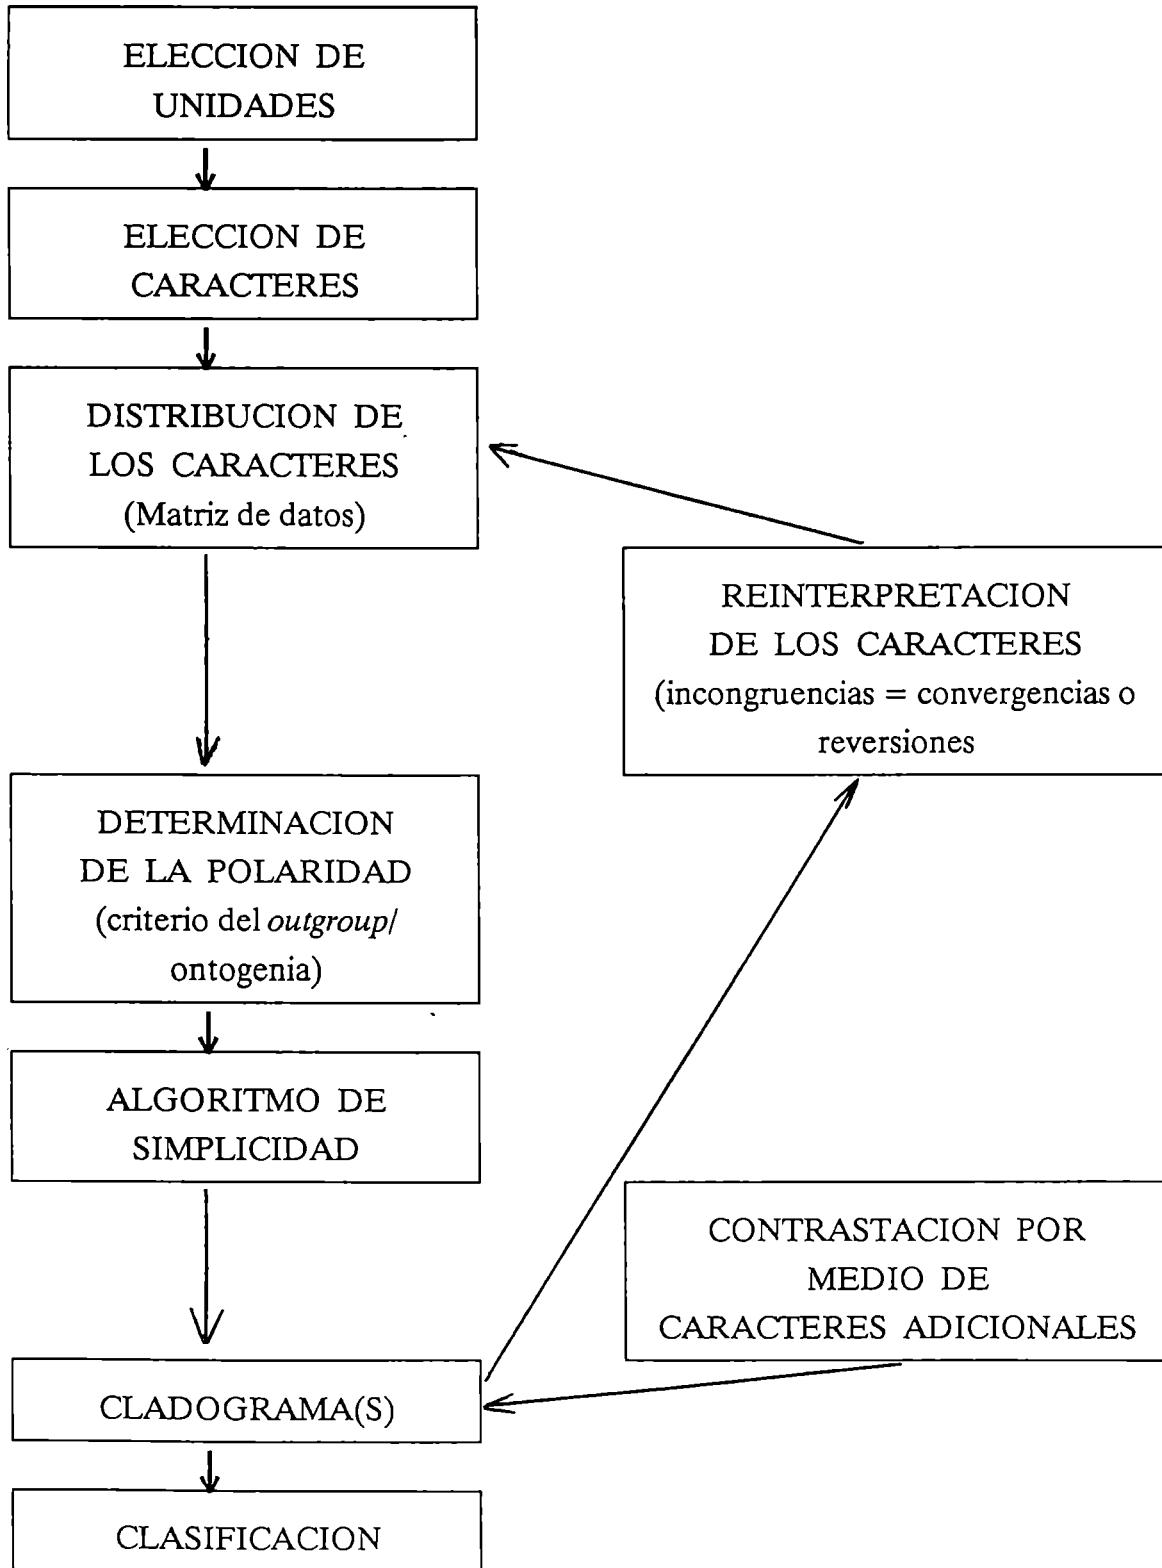 ELECCION DE
UNIDADES
ELECCION DE
CARACTERES
DISTRIBUCION DE
LOS CARACTERES
(Matriz de datos)
REINTERPRETACION
DE LOS CARACTERES
(incongruencias = convergencias o
reversiones
DETERMINACION
DE LA POLARIDAD
(criterio del outgroup/
ontogenia)
ALGORITMO DE
SIMPLICIDAD
CONTRASTACION POR
MEDIO DE
CARACTERES ADICIONALES
CLADOGRAMA(S)
CLASIFICACION